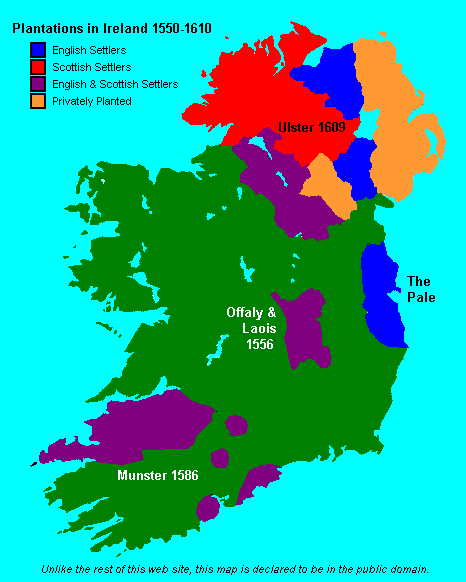 Plantations in Ireland 1550-1610
English Settlers
Scottish Settlers
English & Scottish Settlers
Privately Planted
Ulster 1609
The
Pale
Offaly &
Laois
1556
Munster 1586
Unlike the rest of this web site, this map is declared to be in the public domain.